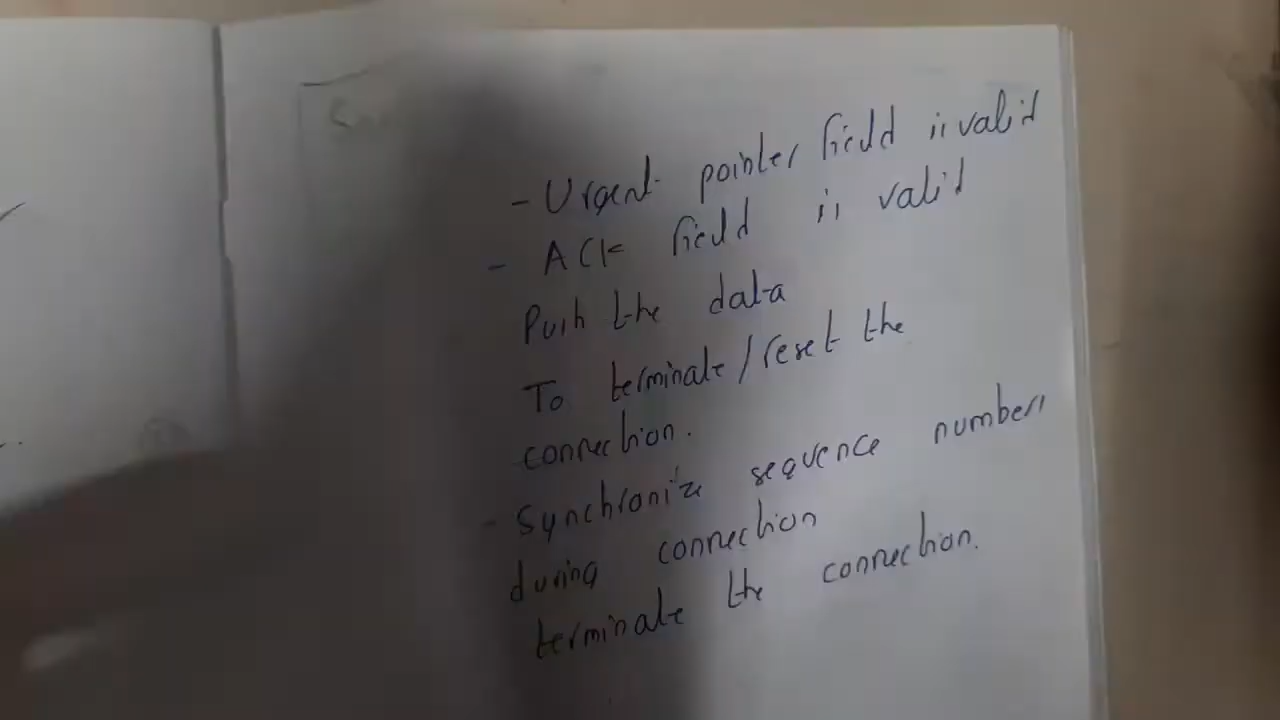 - Urgent pointer field is valid
- ACK field is valid
Push the data
To terminate/reset the
connection.
- Synchronize sequence numbers
during connection
terminate the connection.